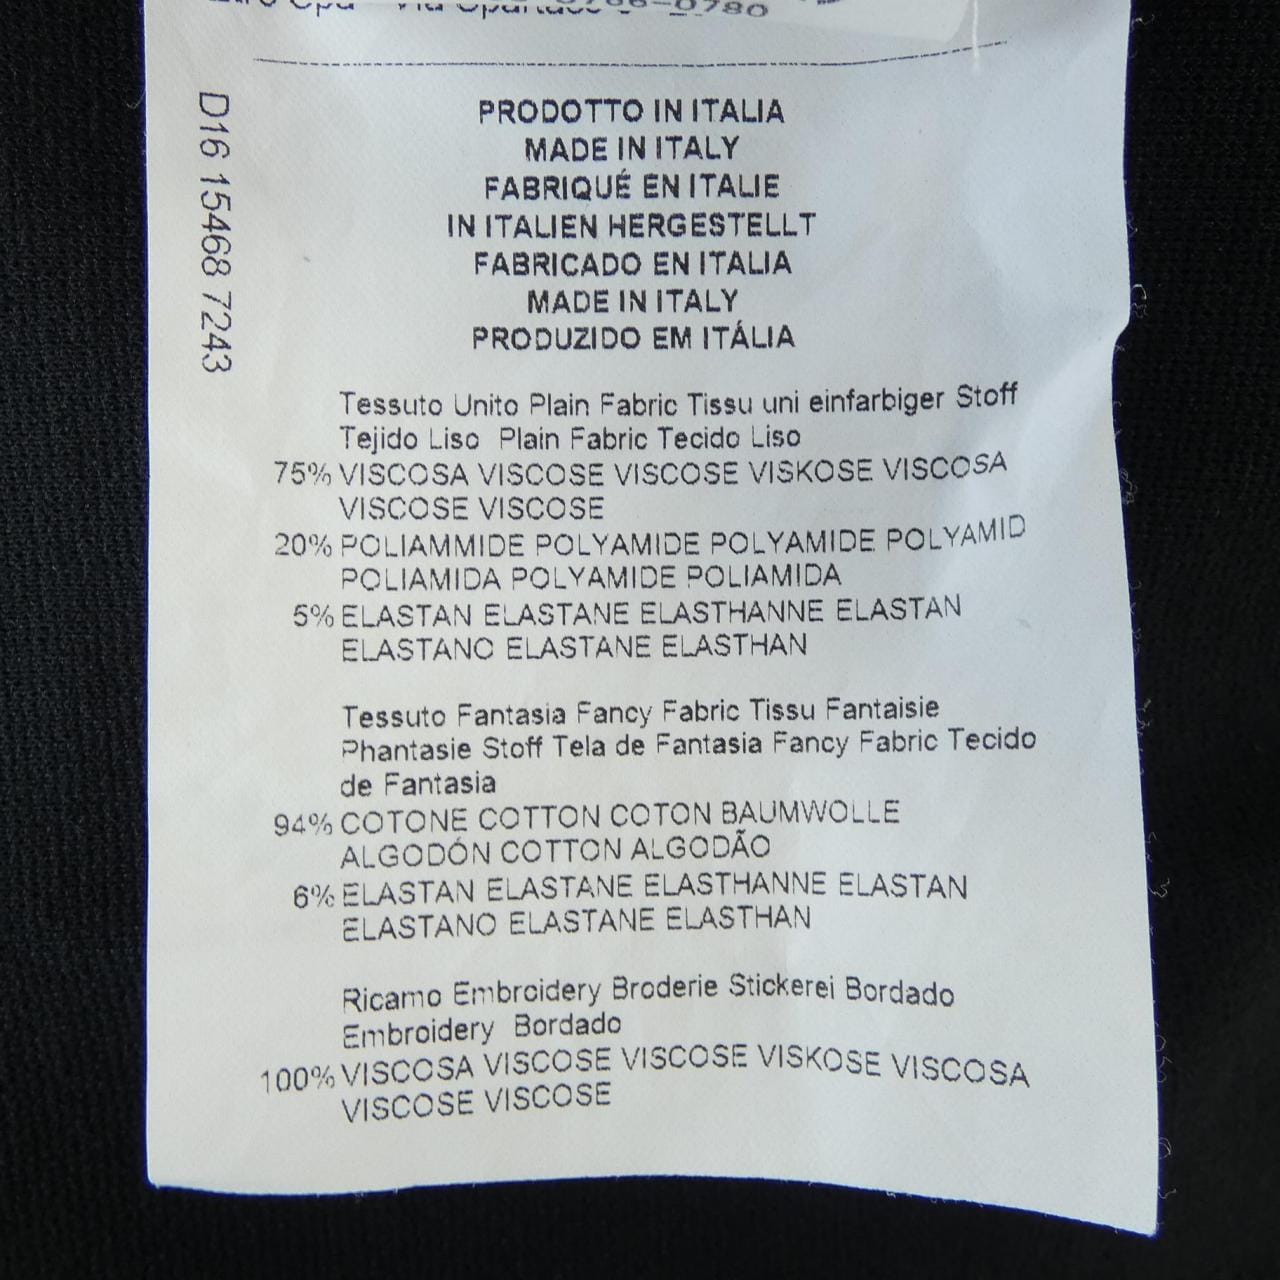 0766-0780
PRODOTTO IN ITALIA
MADE IN ITALY
FABRIQUÉ EN ITALIE
IN ITALIEN HERGESTELLT
FABRICADO EN ITALIA
MADE IN ITALY
PRODUZIDO EM ITÁLIA
D16 15468 7243
Tessuto Unito Plain Fabric Tissu uni einfarbiger Stoff
Tejido Liso Plain Fabric Tecido Liso
75% VISCOSA VISCOSE VISCOSE VISKOSE VISCOSA
VISCOSE VISCOSE
20% POLIAMMIDE POLYAMIDE POLYAMIDE POLYAMID
POLIAMIDA POLYAMIDE POLIAMIDA
5% ELASTAN ELASTANE ELASTHANNE ELASTAN
ELASTANO ELASTANE ELASTHAN
Tessuto Fantasia Fancy Fabric Tissu Fantaisie
Phantasie Stoff Tela de Fantasia Fancy Fabric Tecido
de Fantasia
94% COTONE COTTON COTON BAUMWOLLE
ALGODÓN COTTON ALGODÃO
6% ELASTAN ELASTANE ELASTHANNE ELASTAN
ELASTANO ELASTANE ELASTHAN
Ricamo Embroidery Broderie Stickerei Bordado
Embroidery Bordado
100% VISCOSA VISCOSE VISCOSE VISKOSE VISCOSA
VISCOSE VISCOSE